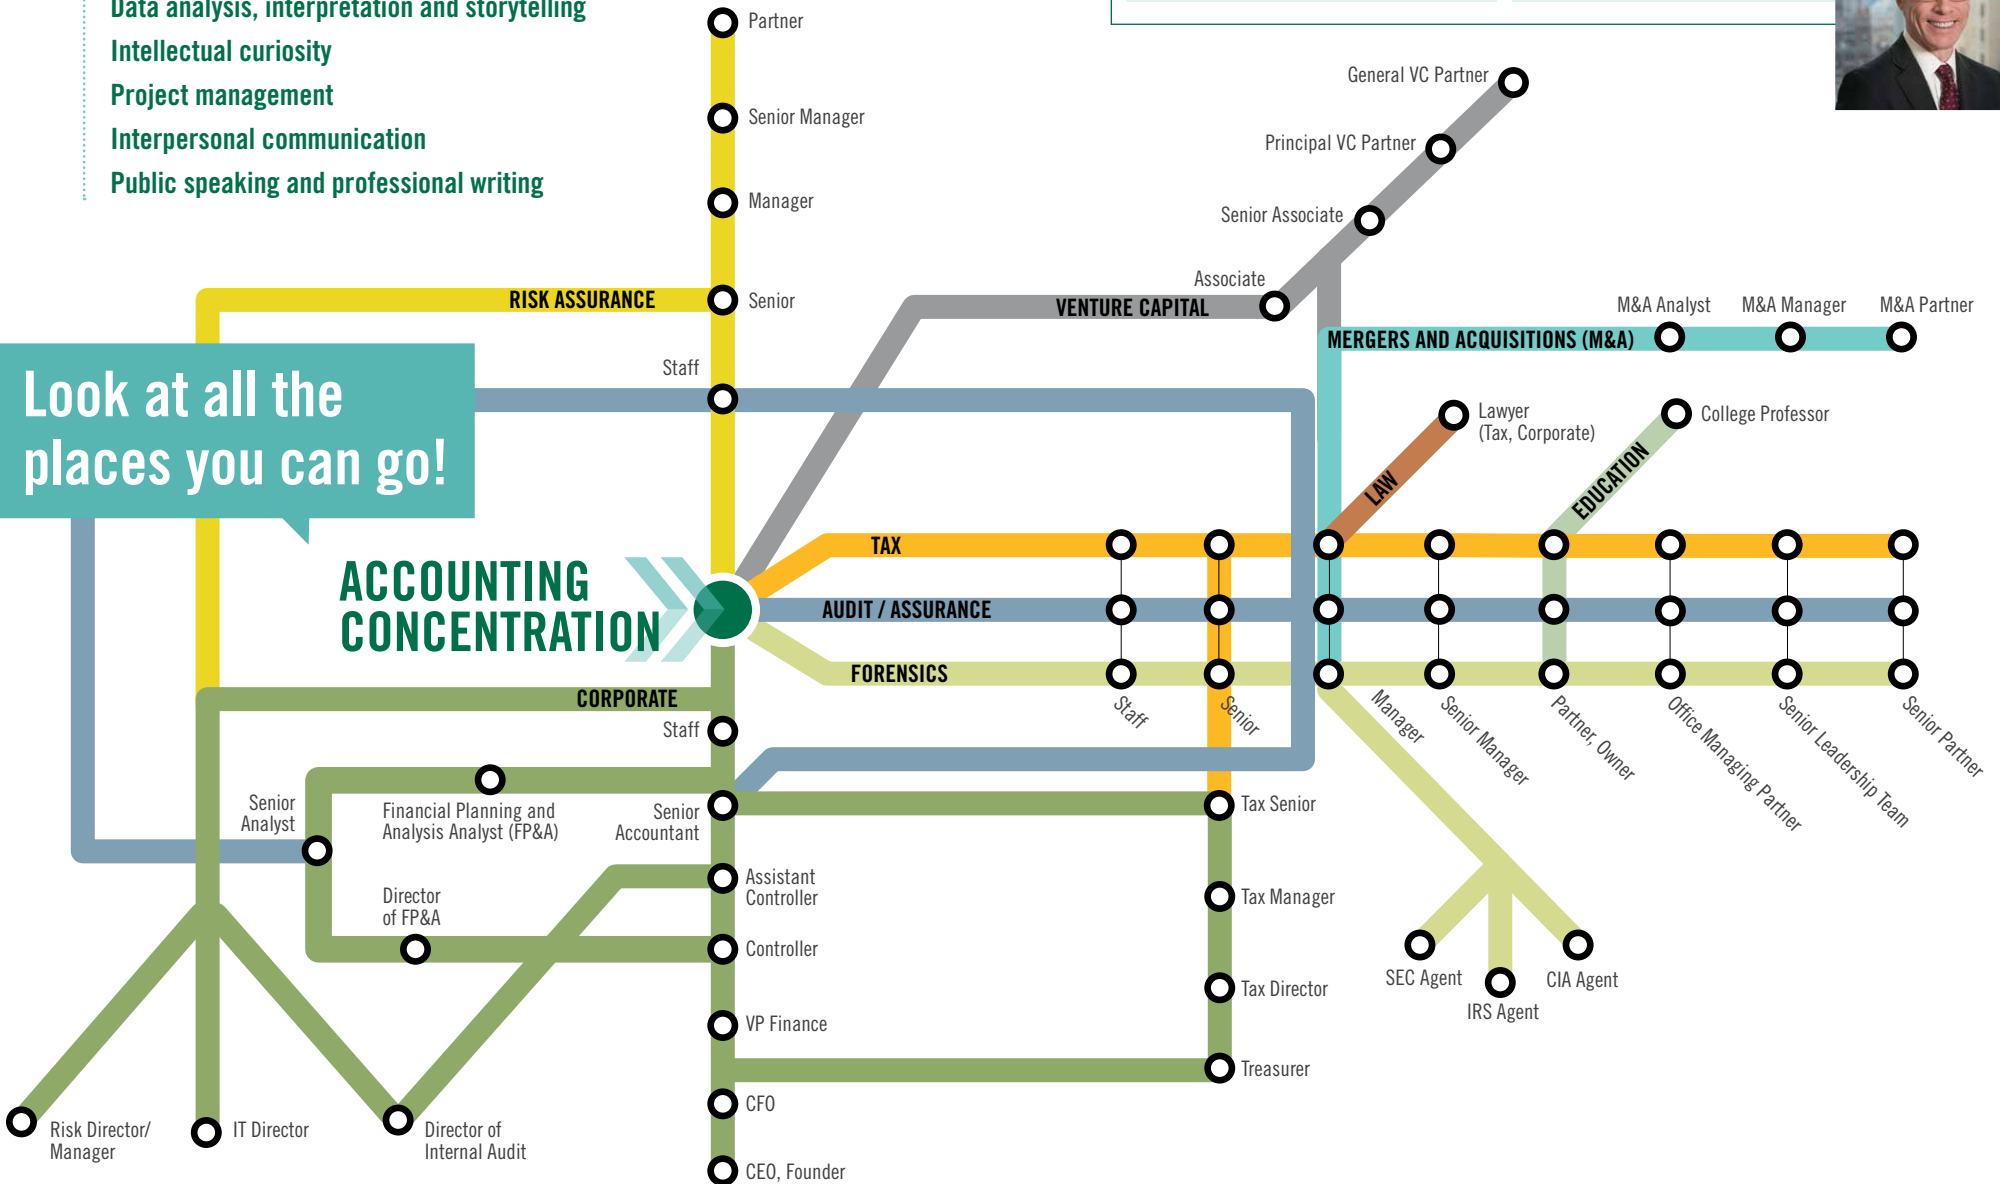 Data analysis, interpretation and storytelling
Intellectual curiosity
Project management
Interpersonal communication
Public speaking and professional writing
Partner
Senior Manager
Manager
RISK ASSURANCE
Senior
Staff
General VC Partner
Principal VC Partner
Senior Associate
Associate
VENTURE CAPITAL
M&A Analyst
M&A Manager
M&A Partner
MERGERS AND ACQUISITIONS (M&A)
Look at all the
places you can go!
Lawyer
(Tax, Corporate)
College Professor
LAW
EDUCATION
ACCOUNTING
CONCENTRATION
TAX
AUDIT / ASSURANCE
FORENSICS
Staff
Senior
Manager
Senior Manager
Partner, Owner
Office Managing Partner
Senior Leadership Team
Senior Partner
CORPORATE
Staff
Senior
Analyst
Financial Planning and
Analysis Analyst (FP&A)
Senior
Accountant
Tax Senior
Assistant
Controller
Tax Manager
Director
of FP&A
Controller
Tax Director
VP Finance
Treasurer
SEC Agent
IRS Agent
CIA Agent
CFO
Risk Director/
Manager
IT Director
Director of
Internal Audit
CEO, Founder